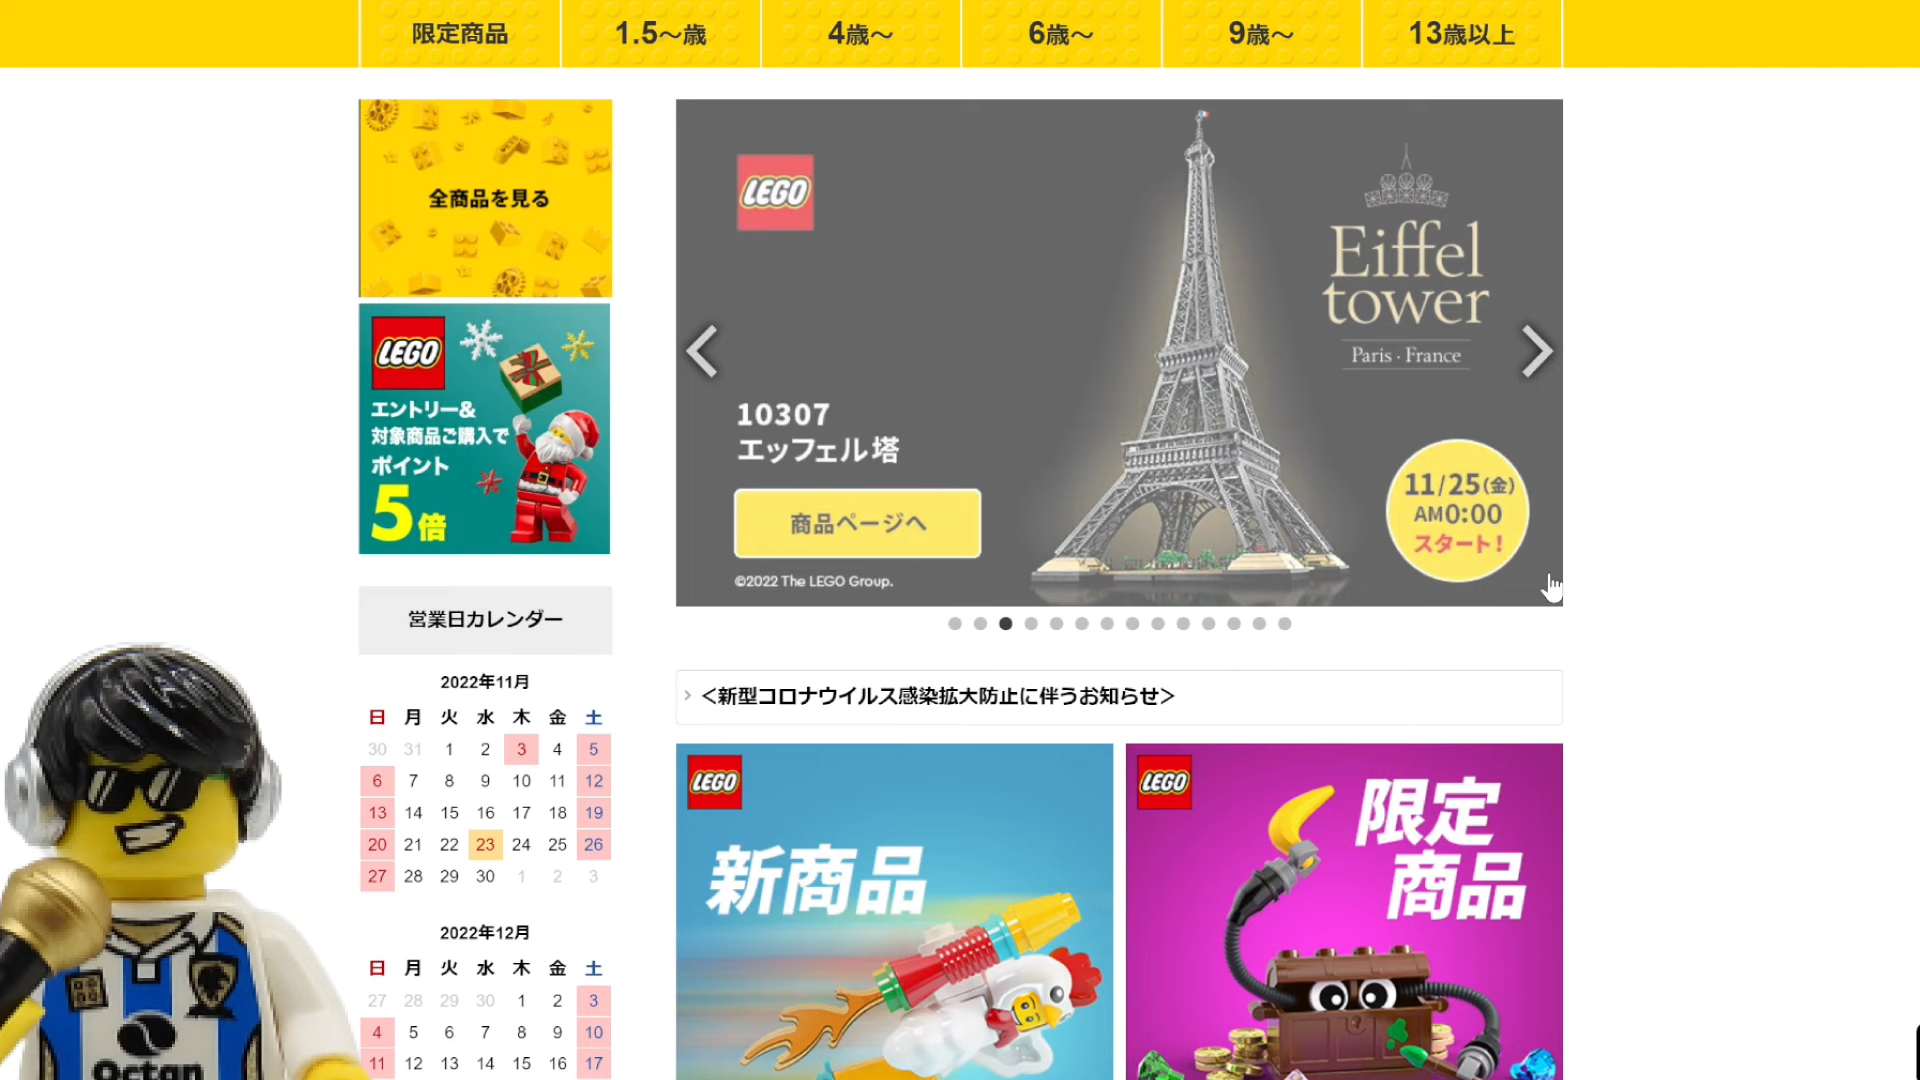 限定商品 1.5〜歳 4歳〜 6歳〜 9歳〜 13歳以上
全商品を見る
LEGO
エントリー&
対象商品ご購入で
ポイント
5倍
LEGO
Eiffel
tower
Paris · France
10307
エッフェル塔
商品ページへ
11/25(金)
AM0:00
スタート!
©2022 The LEGO Group.
営業日カレンダー
2022年11月
日 月 火 水 木 金 土
30 31 1 2 3 4 5
6 7 8 9 10 11 12
13 14 15 16 17 18 19
20 21 22 23 24 25 26
27 28 29 30 1 2 3
2022年12月
日 月 火 水 木 金 土
27 28 29 30 1 2 3
4 5 6 7 8 9 10
11 12 13 14 15 16 17
<新型コロナウイルス感染拡大防止に伴うお知らせ>
LEGO
新商品
LEGO
限定
商品
Octan